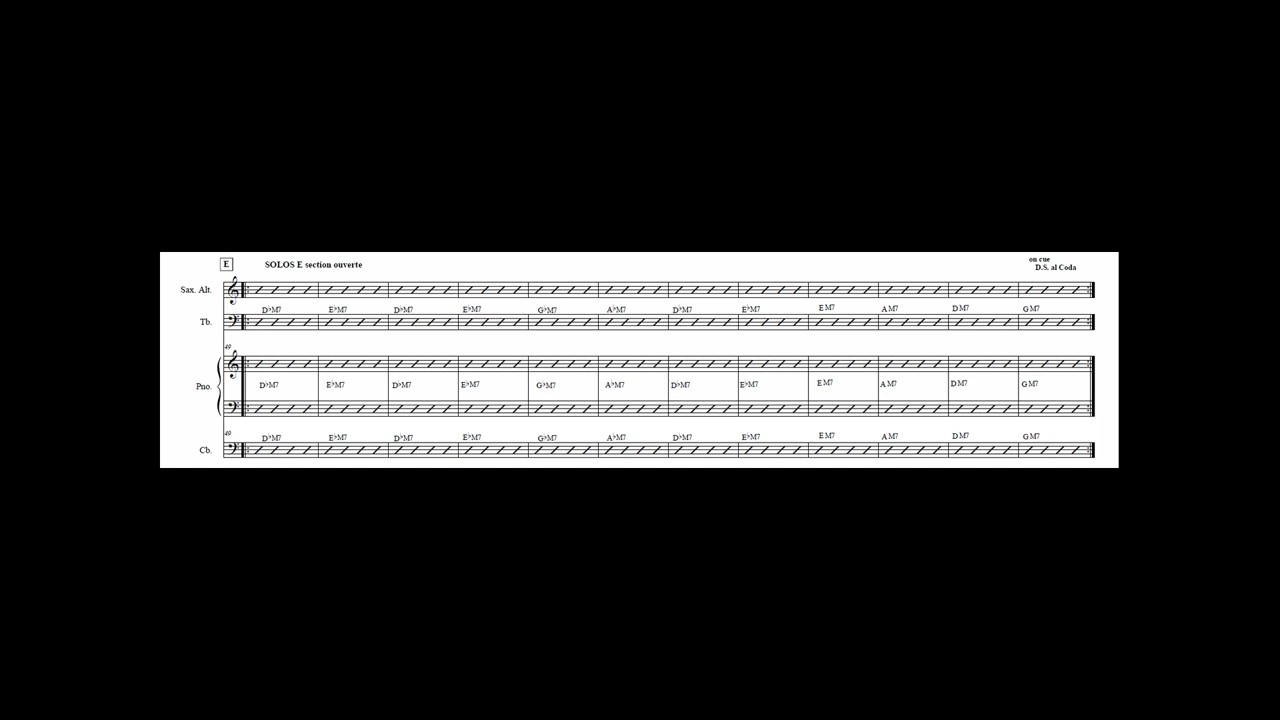 E SOLOS E section ouverte on cue
D.S. al Coda
Sax. Alt.
D♭M7 E♭M7 D♭M7 E♭M7 G♭M7 A♭M7 D♭M7 E♭M7 E M7 A M7 D M7 G M7
Tb.
49
Pno. D♭M7 E♭M7 D♭M7 E♭M7 G♭M7 A♭M7 D♭M7 E♭M7 E M7 A M7 D M7 G M7
49
D♭M7 E♭M7 D♭M7 E♭M7 G♭M7 A♭M7 D♭M7 E♭M7 E M7 A M7 D M7 G M7
Cb.